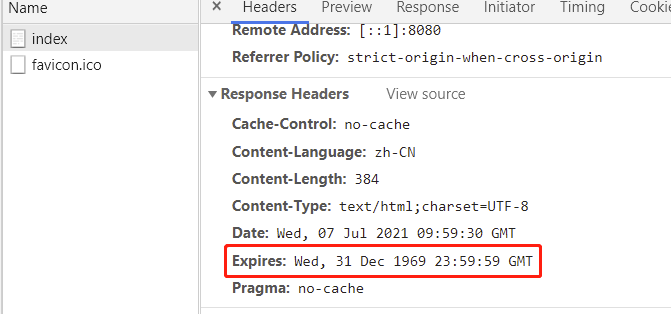 Name
Headers Preview Response Initiator Timing Cookies
index
favicon.ico
Remote Address: [::1]:8080
Referrer Policy: strict-origin-when-cross-origin
Response Headers View source
Cache-Control: no-cache
Content-Language: zh-CN
Content-Length: 384
Content-Type: text/html;charset=UTF-8
Date: Wed, 07 Jul 2021 09:59:30 GMT
Expires: Wed, 31 Dec 1969 23:59:59 GMT
Pragma: no-cache